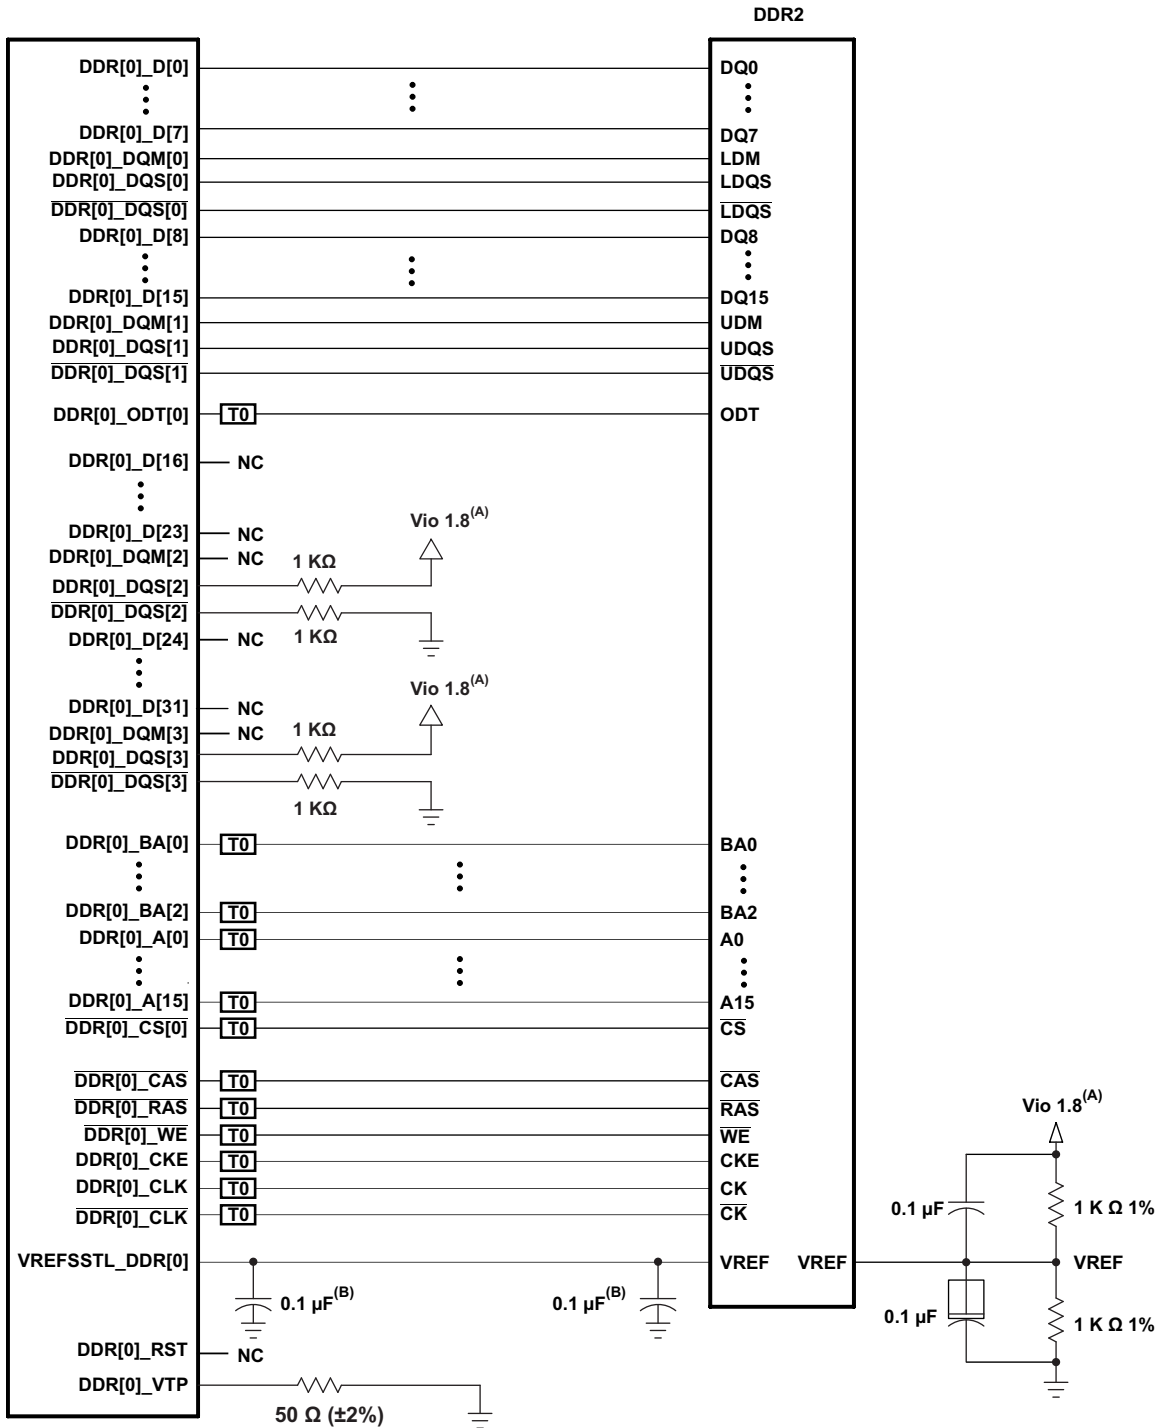 DDR2
DDR[0]_D[0] DQ0
DDR[0]_D[7] DQ7
DDR[0]_DQM[0] LDM
DDR[0]_DQS[0] LDQS
DDR[0]_DQS[0] LDQS
DDR[0]_D[8] DQ8
DDR[0]_D[15] DQ15
DDR[0]_DQM[1] UDM
DDR[0]_DQS[1] UDQS
DDR[0]_DQS[1] UDQS
DDR[0]_ODT[0] T0 ODT
DDR[0]_D[16] NC
Vio 1.8(A)
DDR[0]_D[23] NC
DDR[0]_DQM[2] NC
1 KΩ
DDR[0]_DQS[2]
DDR[0]_DQS[2]
1 KΩ
DDR[0]_D[24] NC
Vio 1.8(A)
DDR[0]_D[31] NC
DDR[0]_DQM[3] NC
1 KΩ
DDR[0]_DQS[3]
DDR[0]_DQS[3]
1 KΩ
DDR[0]_BA[0] T0 BA0
DDR[0]_BA[2] T0 BA2
DDR[0]_A[0] T0 A0
DDR[0]_A[15] T0 A15
DDR[0]_CS[0] T0 CS
DDR[0]_CAS T0 CAS
DDR[0]_RAS T0 RAS
Vio 1.8(A)
DDR[0]_WE T0 WE
DDR[0]_CKE T0 CKE
DDR[0]_CLK T0 CK
0.1 µF 1 K Ω 1%
DDR[0]_CLK T0 CK
VREFSSTL_DDR[0] VREF VREF VREF
0.1 µF(B) 0.1 µF(B)
0.1 µF 1 K Ω 1%
DDR[0]_RST NC
DDR[0]_VTP
50 Ω (±2%)